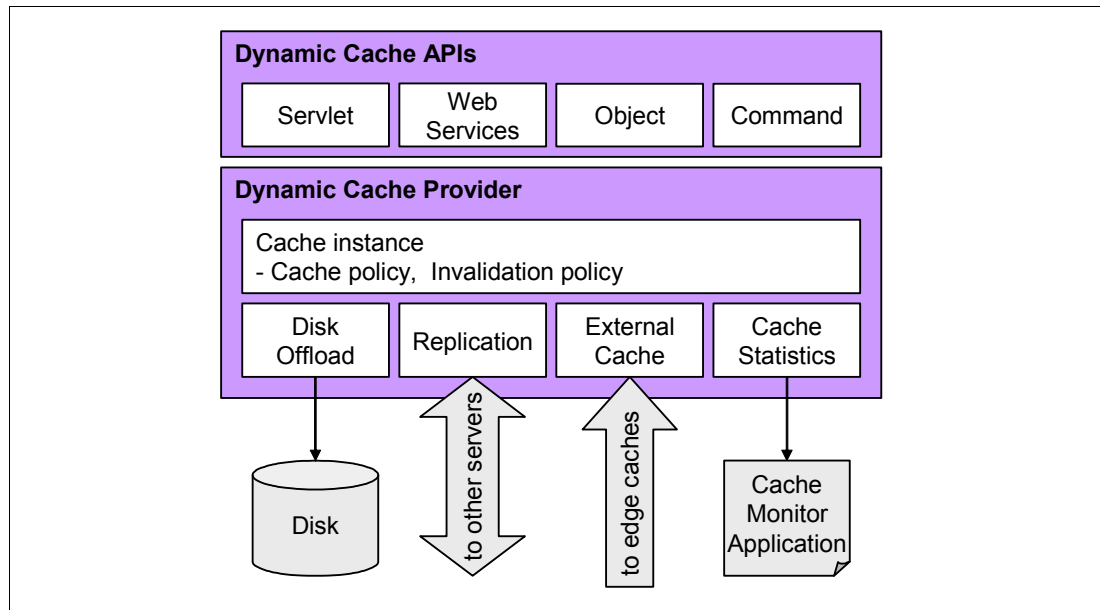 Dynamic Cache APIs
Servlet
Web
Services
Object
Command
Dynamic Cache Provider
Cache instance
- Cache policy, Invalidation policy
Disk
Offload
Replication
External
Cache
Cache
Statistics
to other servers
to edge caches
Disk
Cache
Monitor
Application